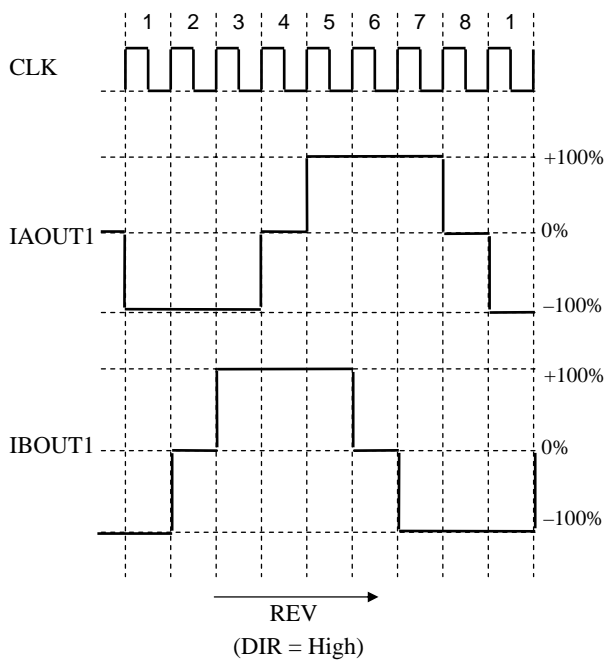 1 2 3 4 5 6 7 8 1
CLK
+100%
IAOUT1
0%
–100%
+100%
IBOUT1
0%
–100%
REV
(DIR = High)